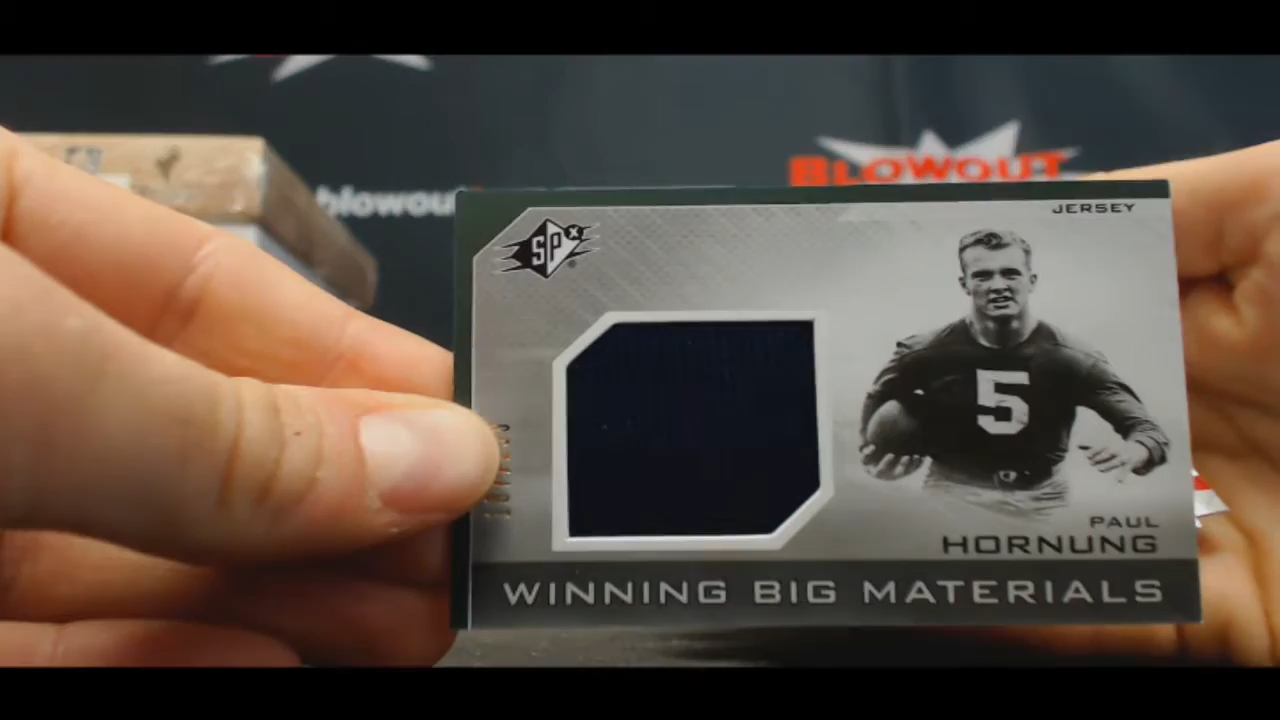 BLOWOUT
blowou
JERSEY
SPx
5
PAUL
HORNUNG
WINNING BIG MATERIALS